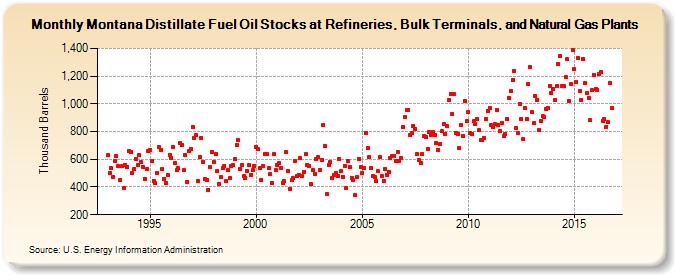 Monthly Montana Distillate Fuel Oil Stocks at Refineries, Bulk Terminals, and Natural Gas Plants
Thousand Barrels
1,400
1,200
1,000
800
600
400
200
1995 2000 2005 2010 2015
Source: U.S. Energy Information Administration